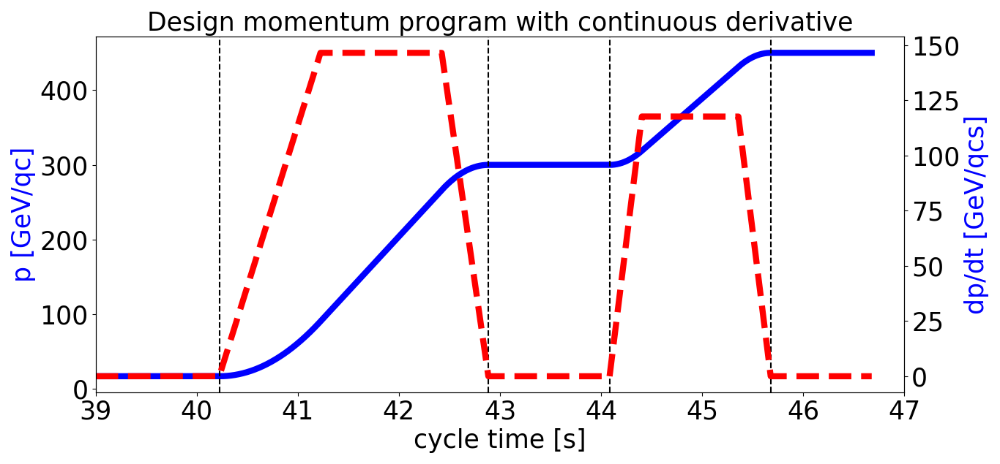 Design momentum program with continuous derivative
p [GeV/qc]
400
300
200
100
0
150
125
100
75
50
25
0
dp/dt [GeV/qcs]
39 40 41 42 43 44 45 46 47
cycle time [s]